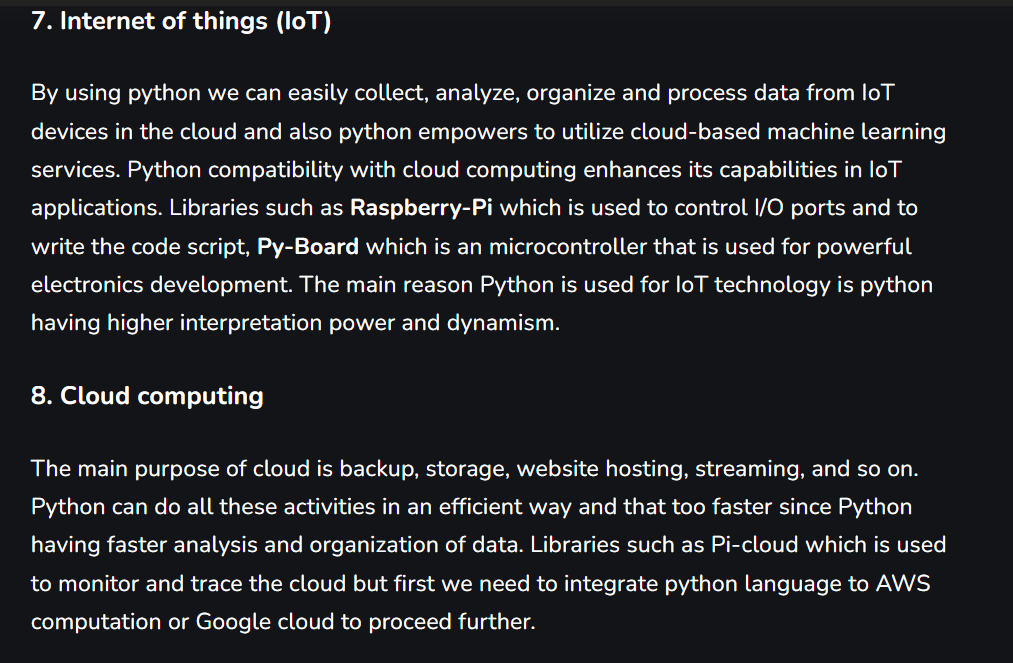 7. Internet of things (IoT)
By using python we can easily collect, analyze, organize and process data from IoT
devices in the cloud and also python empowers to utilize cloud-based machine learning
services. Python compatibility with cloud computing enhances its capabilities in IoT
applications. Libraries such as Raspberry-Pi which is used to control I/O ports and to
write the code script, Py-Board which is an microcontroller that is used for powerful
electronics development. The main reason Python is used for IoT technology is python
having higher interpretation power and dynamism.
8. Cloud computing
The main purpose of cloud is backup, storage, website hosting, streaming, and so on.
Python can do all these activities in an efficient way and that too faster since Python
having faster analysis and organization of data. Libraries such as Pi-cloud which is used
to monitor and trace the cloud but first we need to integrate python language to AWS
computation or Google cloud to proceed further.